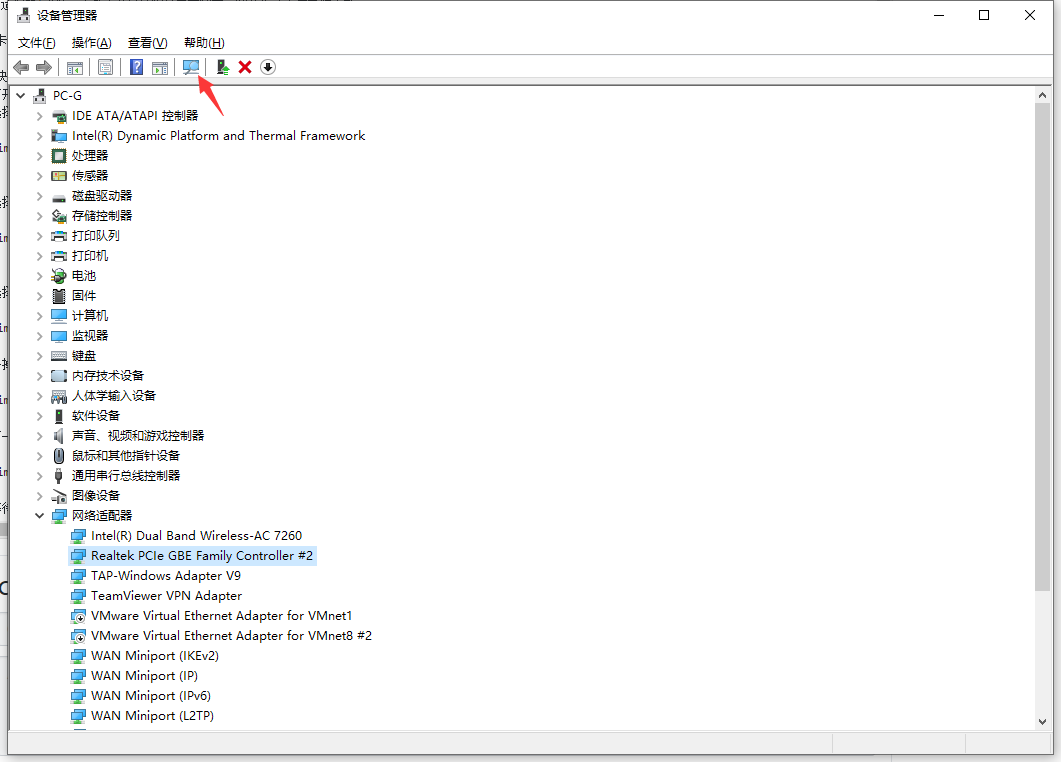 设备管理器
文件(F) 操作(A) 查看(V) 帮助(H)
PC-G
IDE ATA/ATAPI 控制器
Intel(R) Dynamic Platform and Thermal Framework
处理器
传感器
磁盘驱动器
存储控制器
打印队列
打印机
电池
固件
计算机
监视器
键盘
内存技术设备
人体学输入设备
软件设备
声音、视频和游戏控制器
鼠标和其他指针设备
通用串行总线控制器
图像设备
网络适配器
Intel(R) Dual Band Wireless-AC 7260
Realtek PCIe GBE Family Controller #2
TAP-Windows Adapter V9
TeamViewer VPN Adapter
VMware Virtual Ethernet Adapter for VMnet1
VMware Virtual Ethernet Adapter for VMnet8 #2
WAN Miniport (IKEv2)
WAN Miniport (IP)
WAN Miniport (IPv6)
WAN Miniport (L2TP)